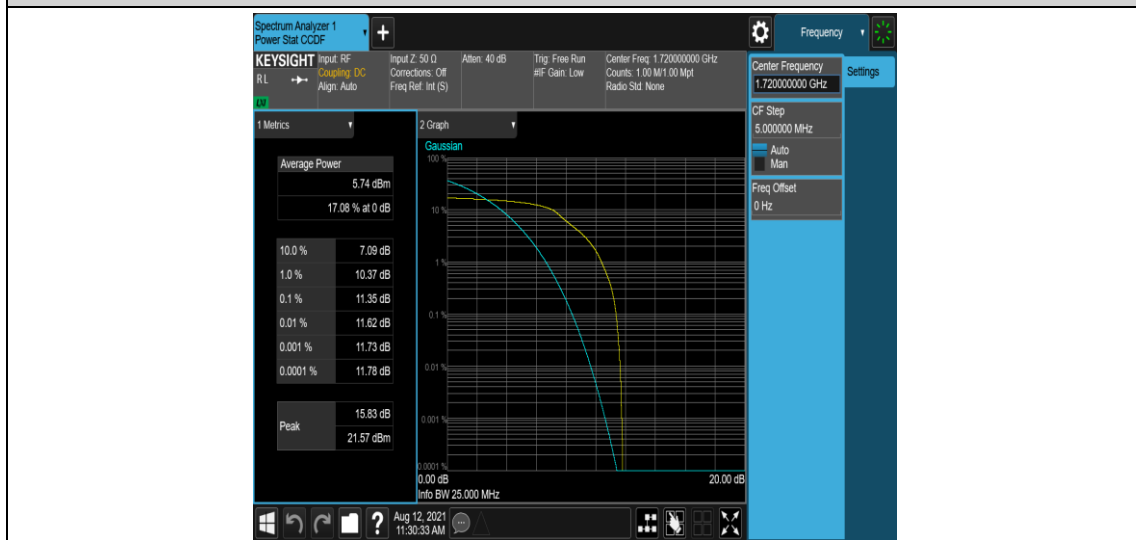 Spectrum Analyzer 1
Power Stat CCDF
Frequency
KEYSIGHT
RL
LXI
Input: RF
Coupling: DC
Align: Auto
Input Z: 50 Ω
Corrections: Off
Freq Ref: Int (S)
Atten: 40 dB
Trig: Free Run
#IF Gain: Low
Center Freq: 1.720000000 GHz
Counts: 1.00 M/1.00 Mpt
Radio Std: None
Center Frequency
1.720000000 GHz
Settings
CF Step
5.000000 MHz
Auto
Man
Freq Offset
0 Hz
1 Metrics
Average Power
5.74 dBm
17.08 % at 0 dB
10.0 % 7.09 dB
1.0 % 10.37 dB
0.1 % 11.35 dB
0.01 % 11.62 dB
0.001 % 11.73 dB
0.0001 % 11.78 dB
Peak
15.83 dB
21.57 dBm
2 Graph
Gaussian
100 %
10 %
1 %
0.1 %
0.01 %
0.001 %
0.0001 %
0.00 dB 20.00 dB
Info BW 25.000 MHz
?
Aug 12, 2021
11:30:33 AM